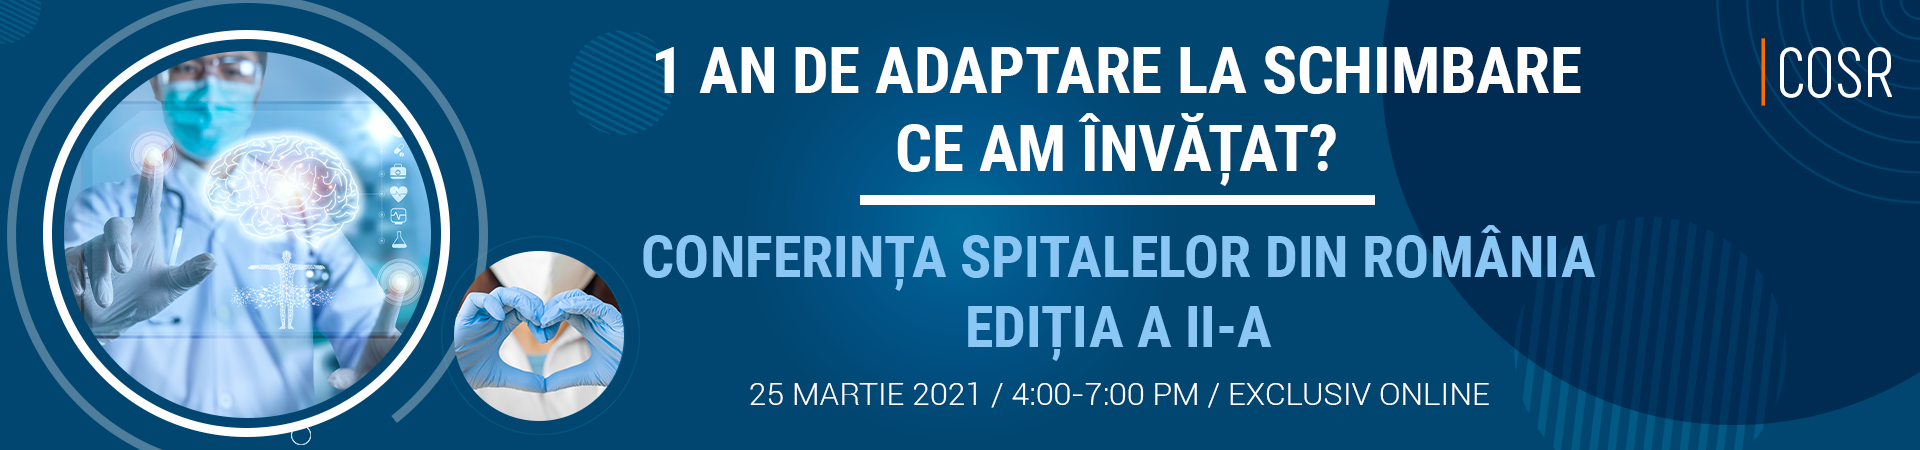 1 AN DE ADAPTARE LA SCHIMBARE
CE AM ÎNVĂȚAT?
CONFERINȚA SPITALELOR DIN ROMÂNIA
EDIȚIA A II-A
25 MARTIE 2021 / 4:00-7:00 PM / EXCLUSIV ONLINE
COSR